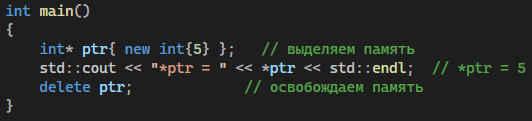 int main()
{
    int* ptr{ new int{5} };   // выделяем память
    std::cout << "*ptr = " << *ptr << std::endl;  // *ptr = 5
    delete ptr;               // освобождаем память
}